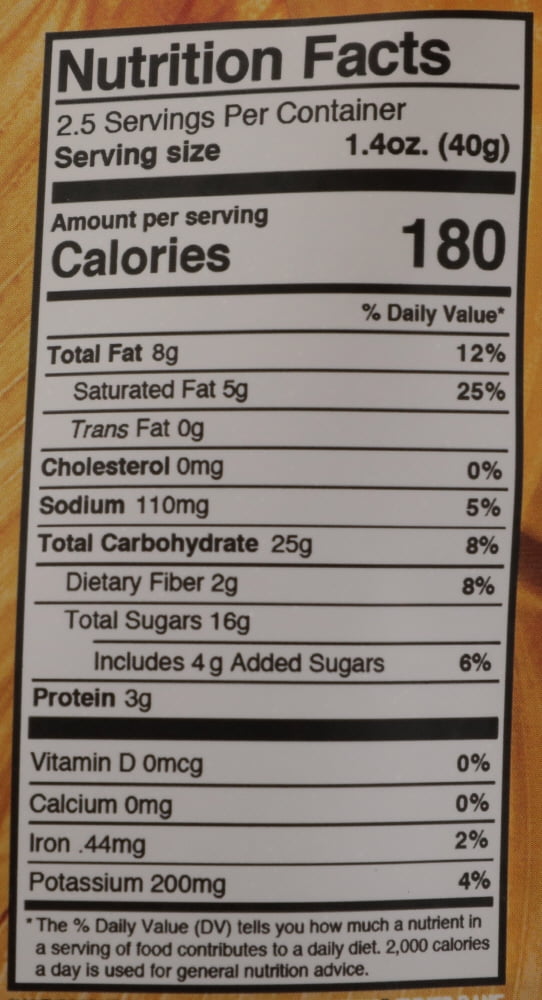 Nutrition Facts
2.5 Servings Per Container
Serving size 1.4oz. (40g)
Amount per serving
Calories 180
% Daily Value*
Total Fat 8g 12%
Saturated Fat 5g 25%
Trans Fat 0g
Cholesterol 0mg 0%
Sodium 110mg 5%
Total Carbohydrate 25g 8%
Dietary Fiber 2g 8%
Total Sugars 16g
Includes 4 g Added Sugars 6%
Protein 3g
Vitamin D 0mcg 0%
Calcium 0mg 0%
Iron .44mg 2%
Potassium 200mg 4%
* The % Daily Value (DV) tells you how much a nutrient in
a serving of food contributes to a daily diet. 2,000 calories
a day is used for general nutrition advice.